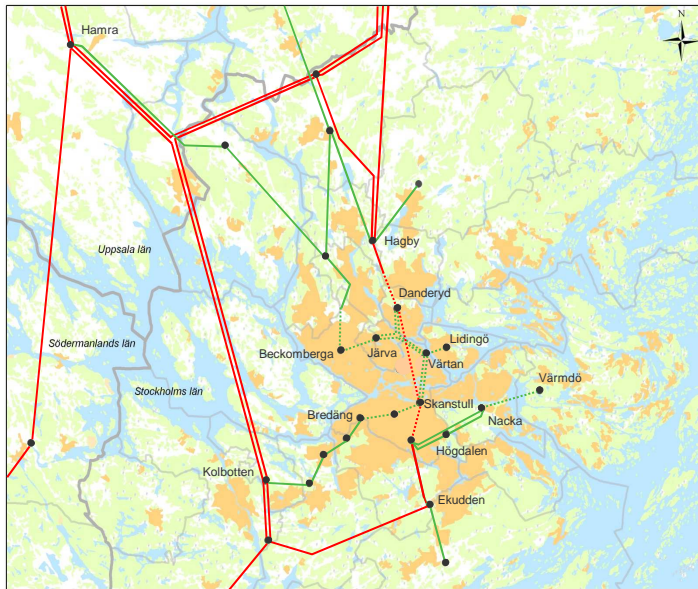 N
Hamra
Uppsala län
Hagby
Danderyd
Södermanlands län
Beckomberga
Järva
Lidingö
Värtan
Stockholms län
Värmdö
Skanstull
Bredäng
Nacka
Högdalen
Kolbotten
Ekudden